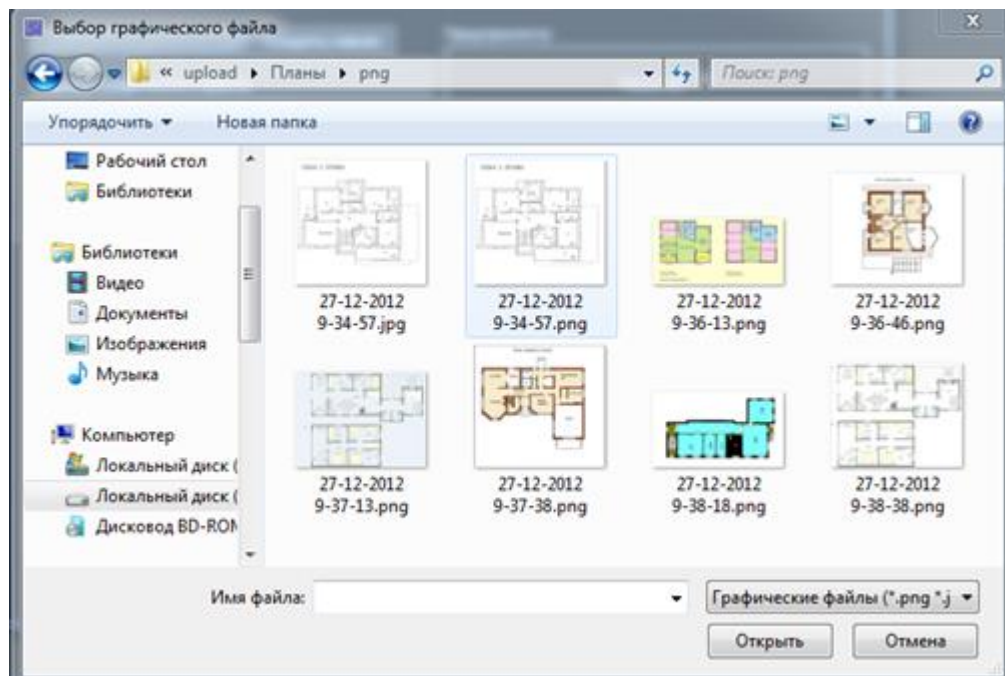 Выбор графического файла
« upload ▸ Планы ▸ png
Поиск: png
Упорядочить
Новая папка
Рабочий стол
Библиотеки
Библиотеки
Видео
Документы
Изображения
Музыка
Компьютер
Локальный диск (
Локальный диск (
Дисковод BD-ROM
27-12-2012
9-34-57.jpg
27-12-2012
9-34-57.png
27-12-2012
9-36-13.png
27-12-2012
9-36-46.png
27-12-2012
9-37-13.png
27-12-2012
9-37-38.png
27-12-2012
9-38-18.png
27-12-2012
9-38-38.png
Имя файла:
Графические файлы (*.png *.j
Открыть
Отмена